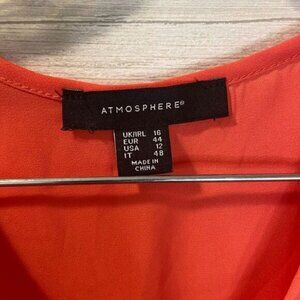 ATMOSPHERE®
UK/IRL 16
EUR 44
USA 12
IT 48
MADE IN
CHINA